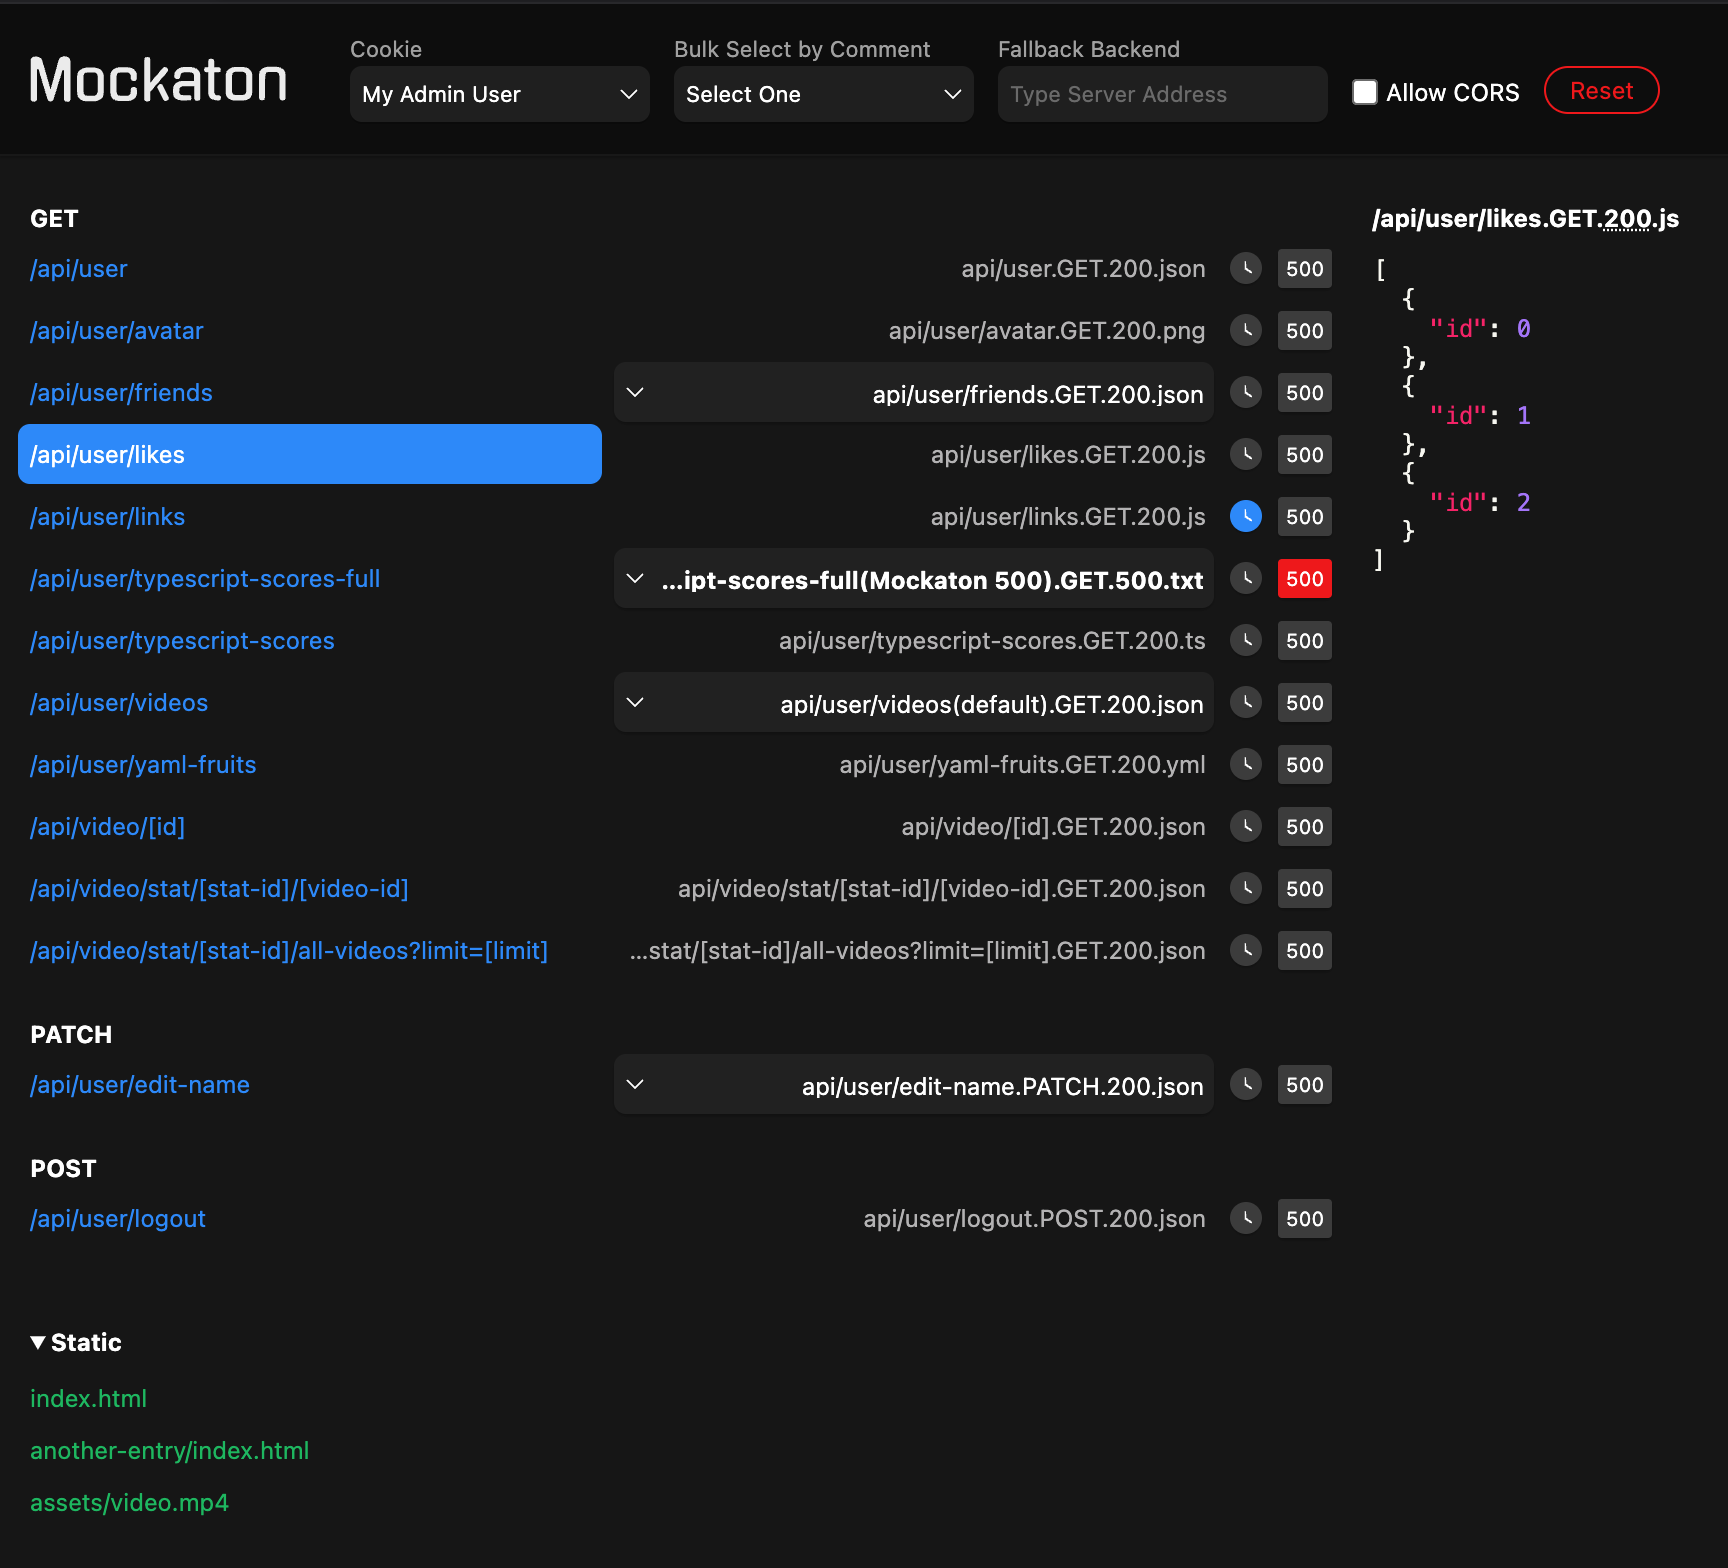 Mockaton
Cookie
My Admin User
Bulk Select by Comment
Select One
Fallback Backend
Type Server Address
Allow CORS
Reset
GET
/api/user api/user.GET.200.json 500
/api/user/avatar api/user/avatar.GET.200.png 500
/api/user/friends api/user/friends.GET.200.json 500
/api/user/likes api/user/likes.GET.200.js 500
/api/user/links api/user/links.GET.200.js 500
/api/user/typescript-scores-full ...ipt-scores-full(Mockaton 500).GET.500.txt 500
/api/user/typescript-scores api/user/typescript-scores.GET.200.ts 500
/api/user/videos api/user/videos(default).GET.200.json 500
/api/user/yaml-fruits api/user/yaml-fruits.GET.200.yml 500
/api/video/[id] api/video/[id].GET.200.json 500
/api/video/stat/[stat-id]/[video-id] api/video/stat/[stat-id]/[video-id].GET.200.json 500
/api/video/stat/[stat-id]/all-videos?limit=[limit] ...stat/[stat-id]/all-videos?limit=[limit].GET.200.json 500
PATCH
/api/user/edit-name api/user/edit-name.PATCH.200.json 500
POST
/api/user/logout api/user/logout.POST.200.json 500
▼ Static
index.html
another-entry/index.html
assets/video.mp4
/api/user/likes.GET.200.js
[
  {
    "id": 0
  },
  {
    "id": 1
  },
  {
    "id": 2
  }
]